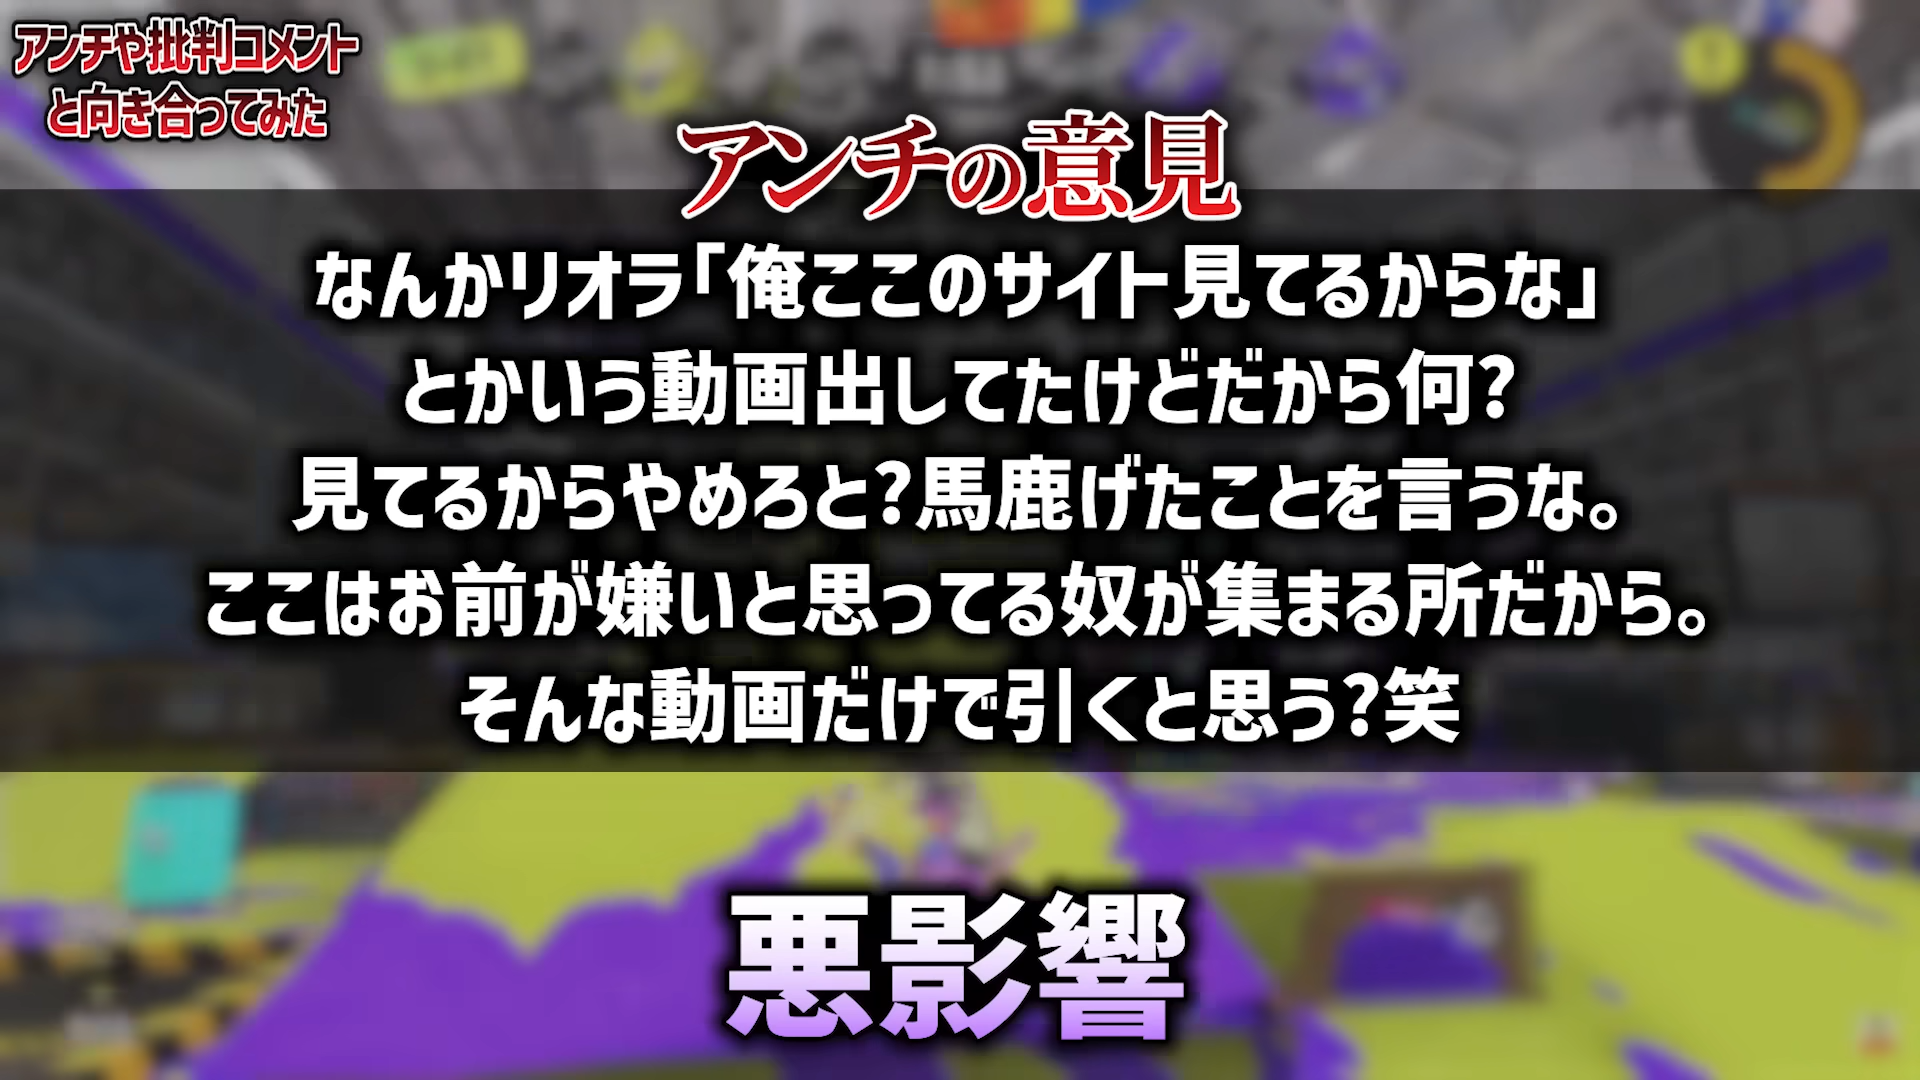 アンチや批判コメント
と向き合ってみた
アンチの意見
なんかリオラ「俺ここのサイト見てるからな」
とかいう動画出してたけどだから何?
見てるからやめろと?馬鹿げたことを言うな。
ここはお前が嫌いと思ってる奴が集まる所だから。
そんな動画だけで引くと思う?笑
悪影響